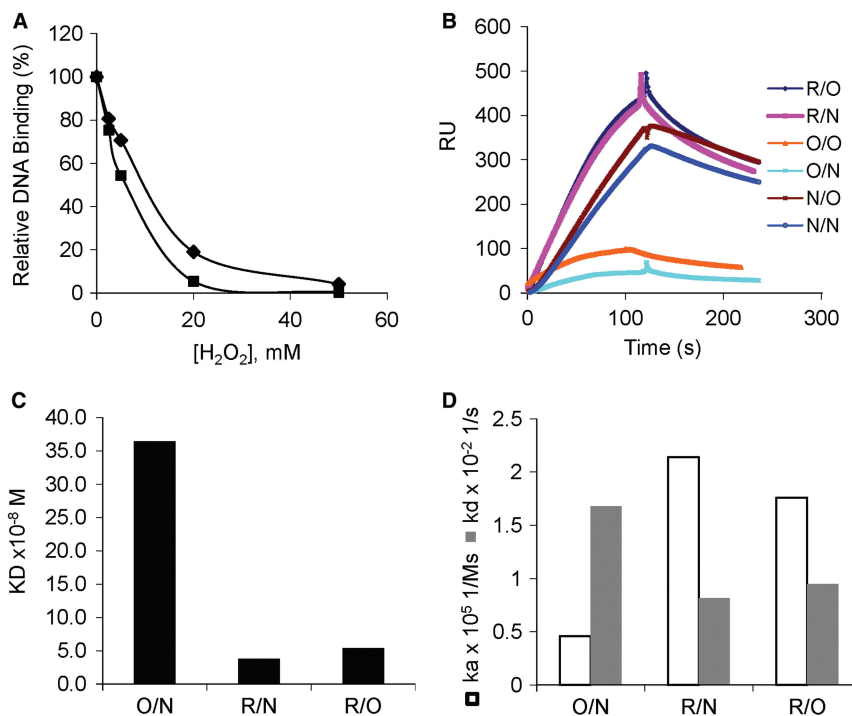 A
Relative DNA Binding (%)
120
100
80
60
40
20
0
0
20
40
60
[H₂O₂], mM
B
RU
600
500
400
300
200
100
0
0
100
200
300
Time (s)
R/O
R/N
O/O
O/N
N/O
N/N
C
KD x10⁻⁸ M
40.0
35.0
30.0
25.0
20.0
15.0
10.0
5.0
0.0
O/N
R/N
R/O
D
ka x 10⁵ 1/Ms kd x 10⁻² 1/s
2.5
2
1.5
1
0.5
0
O/N
R/N
R/O